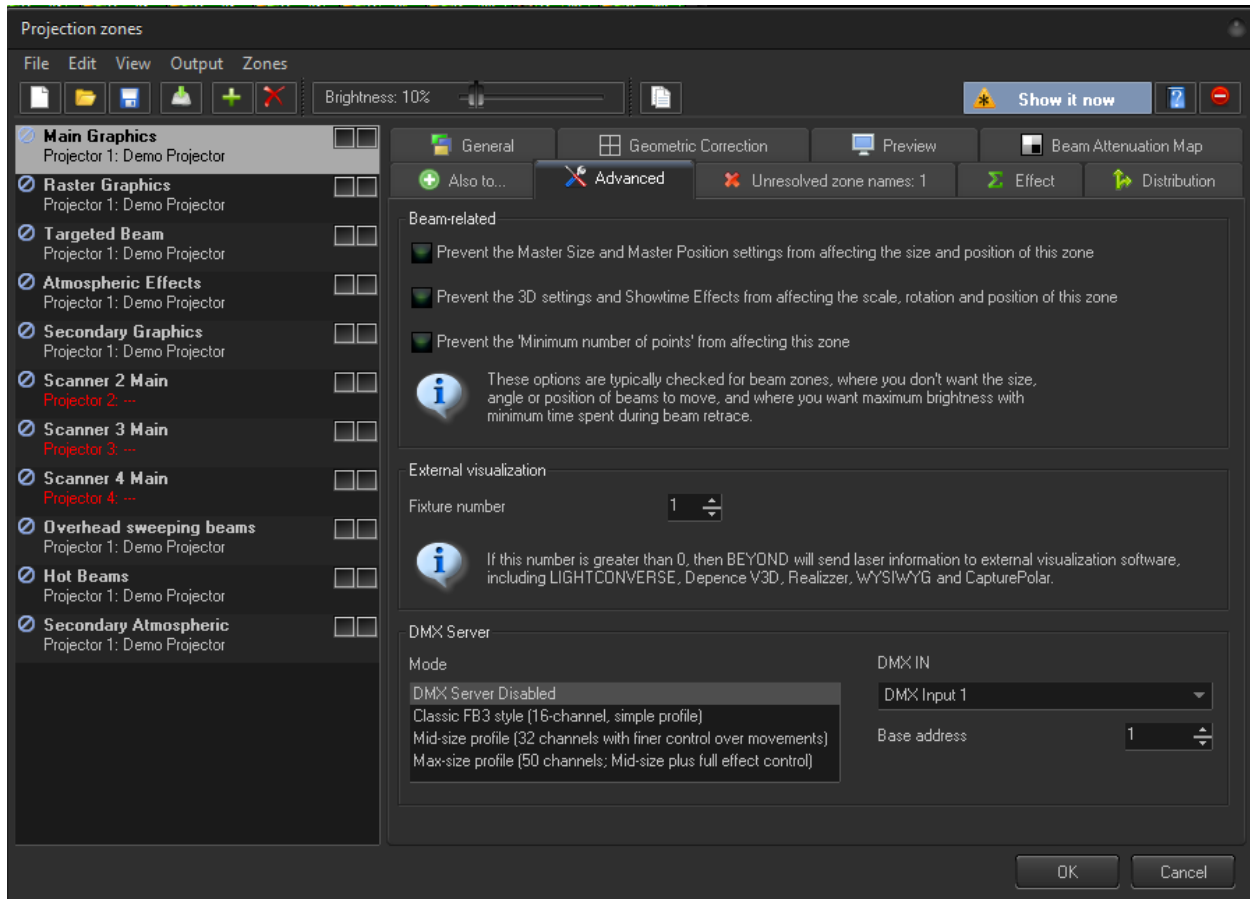 Projection zones
File Edit View Output Zones
Brightness: 10%
Show it now
Main Graphics
Projector 1: Demo Projector
Raster Graphics
Projector 1: Demo Projector
Targeted Beam
Projector 1: Demo Projector
Atmospheric Effects
Projector 1: Demo Projector
Secondary Graphics
Projector 1: Demo Projector
Scanner 2 Main
Projector 2: ---
Scanner 3 Main
Projector 3: ---
Scanner 4 Main
Projector 4: ---
Overhead sweeping beams
Projector 1: Demo Projector
Hot Beams
Projector 1: Demo Projector
Secondary Atmospheric
Projector 1: Demo Projector
General Geometric Correction Preview Beam Attenuation Map
Also to... Advanced Unresolved zone names: 1 Effect Distribution
Beam-related
Prevent the Master Size and Master Position settings from affecting the size and position of this zone
Prevent the 3D settings and Showtime Effects from affecting the scale, rotation and position of this zone
Prevent the 'Minimum number of points' from affecting this zone
These options are typically checked for beam zones, where you don't want the size,
angle or position of beams to move, and where you want maximum brightness with
minimum time spent during beam retrace.
External visualization
Fixture number 1
If this number is greater than 0, then BEYOND will send laser information to external visualization software,
including LIGHTCONVERSE, Depence V3D, Realizzer, WYSIWYG and CapturePolar.
DMX Server
Mode
DMX Server Disabled
Classic FB3 style (16-channel, simple profile)
Mid-size profile (32 channels with finer control over movements)
Max-size profile (50 channels; Mid-size plus full effect control)
DMX IN
DMX Input 1
Base address 1
OK Cancel